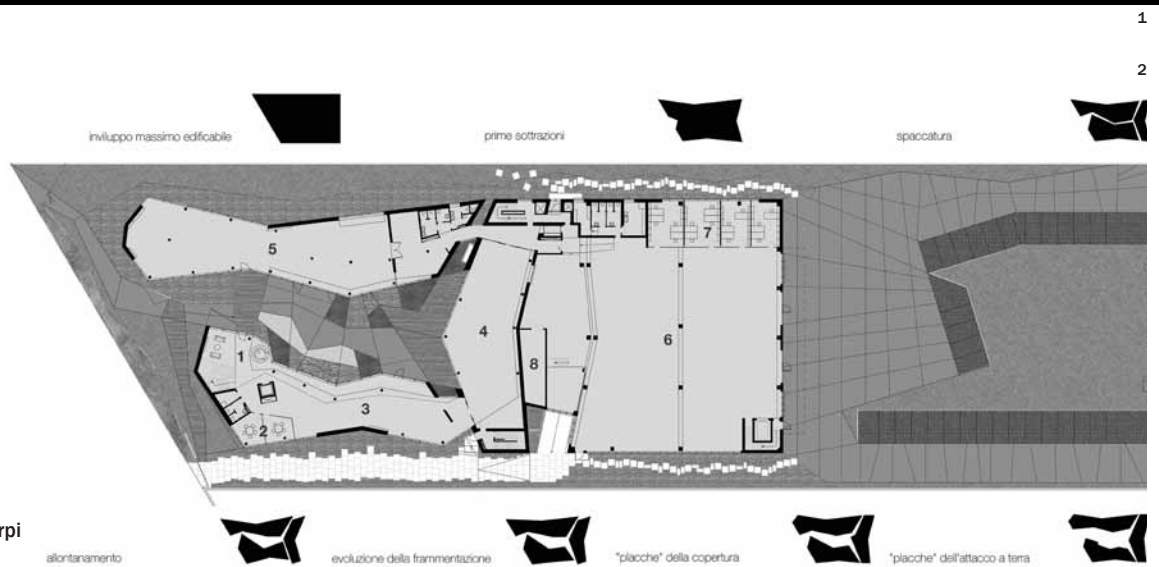 1
2
inviluppo massimo edificabile
prime sottrazioni
spaccatura
5
7
1
4
6
8
3
2
rpi
allontanamento
evoluzione della frammentazione
"placche" della copertura
"placche" dell'attacco a terra